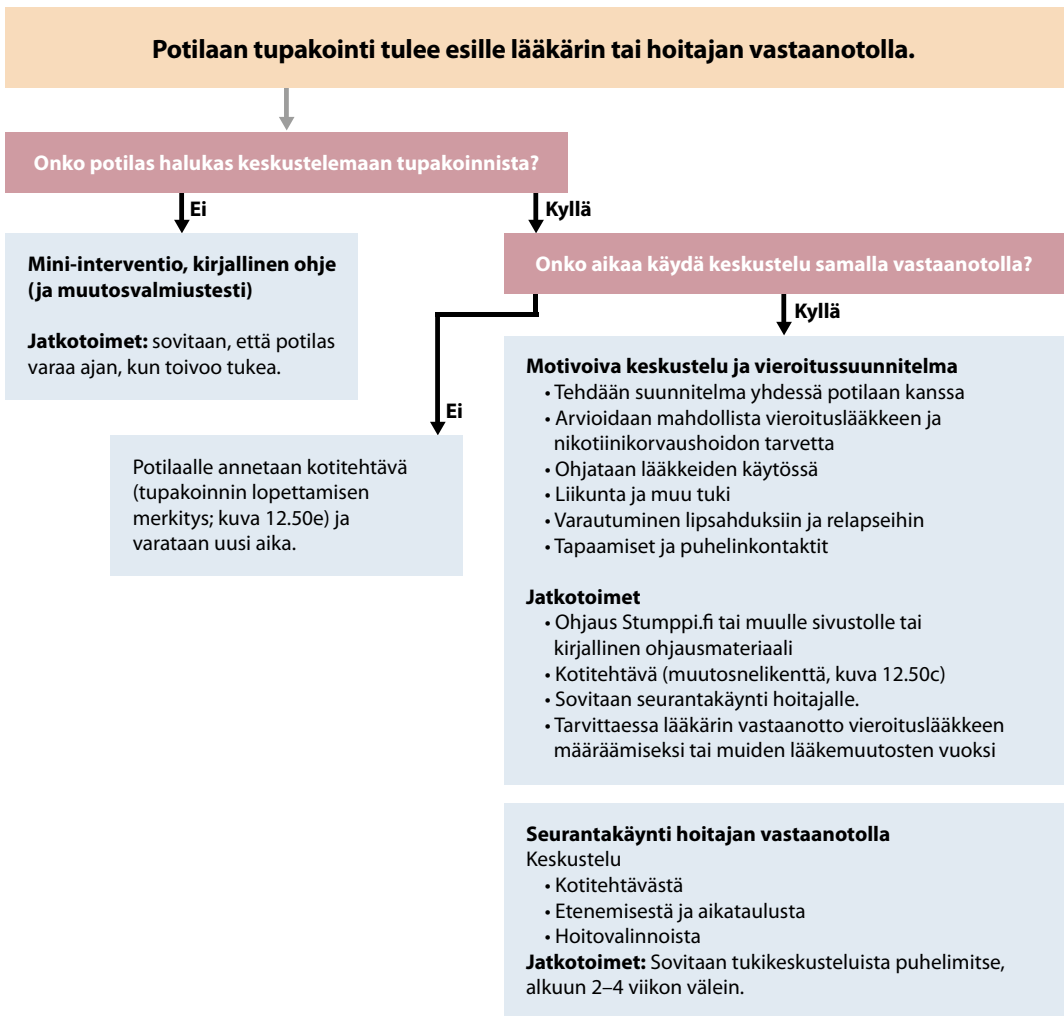 Potilaan tupakointi tulee esille lääkärin tai hoitajan vastaanotolla.
Onko potilas halukas keskustelemaan tupakoinnista?
Ei
Kyllä
Mini-interventio, kirjallinen ohje
(ja muutosvalmiustesti)
Jatkotoimet: sovitaan, että potilas
varaa ajan, kun toivoo tukea.
Onko aikaa käydä keskustelu samalla vastaanotolla?
Ei
Kyllä
Potilaalle annetaan kotitehtävä
(tupakoinnin lopettamisen
merkitys; kuva 12.50e) ja
varataan uusi aika.
Motivoiva keskustelu ja vieroitussuunnitelma
• Tehdään suunnitelma yhdessä potilaan kanssa
• Arvioidaan mahdollista vieroituslääkkeen ja
nikotiinikorvaushoidon tarvetta
• Ohjataan lääkkeiden käytössä
• Liikunta ja muu tuki
• Varautuminen lipsahduksiin ja relapseihin
• Tapaamiset ja puhelinkontaktit
Jatkotoimet
• Ohjaus Stumppi.fi tai muulle sivustolle tai
kirjallinen ohjausmateriaali
• Kotitehtävä (muutosnelikenttä, kuva 12.50c)
• Sovitaan seurantakäynti hoitajalle.
• Tarvittaessa lääkärin vastaanotto vieroituslääkkeen
määräämiseksi tai muiden lääkemuutosten vuoksi
Seurantakäynti hoitajan vastaanotolla
Keskustelu
• Kotitehtävästä
• Etenemisestä ja aikataulusta
• Hoitovalinnoista
Jatkotoimet: Sovitaan tukikeskusteluista puhelimitse,
alkuun 2–4 viikon välein.